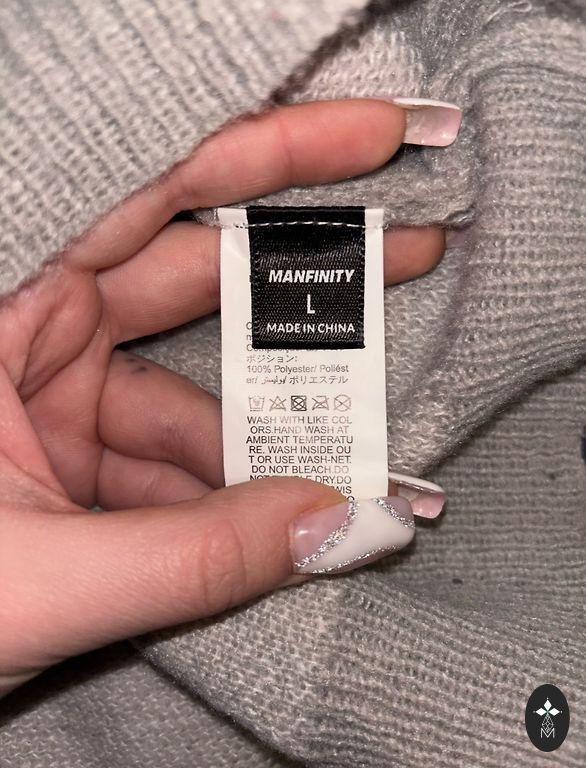 MANFINITY
L
MADE IN CHINA
ポジション:
100% Polyester/ Poliést
er/ بوليستر/ ポリエステル
WASH WITH LIKE COL
ORS.HAND WASH AT
AMBIENT TEMPERATU
RE. WASH INSIDE OU
T OR USE WASH-NET.
DO NOT BLEACH.DO
DRY.DO
M